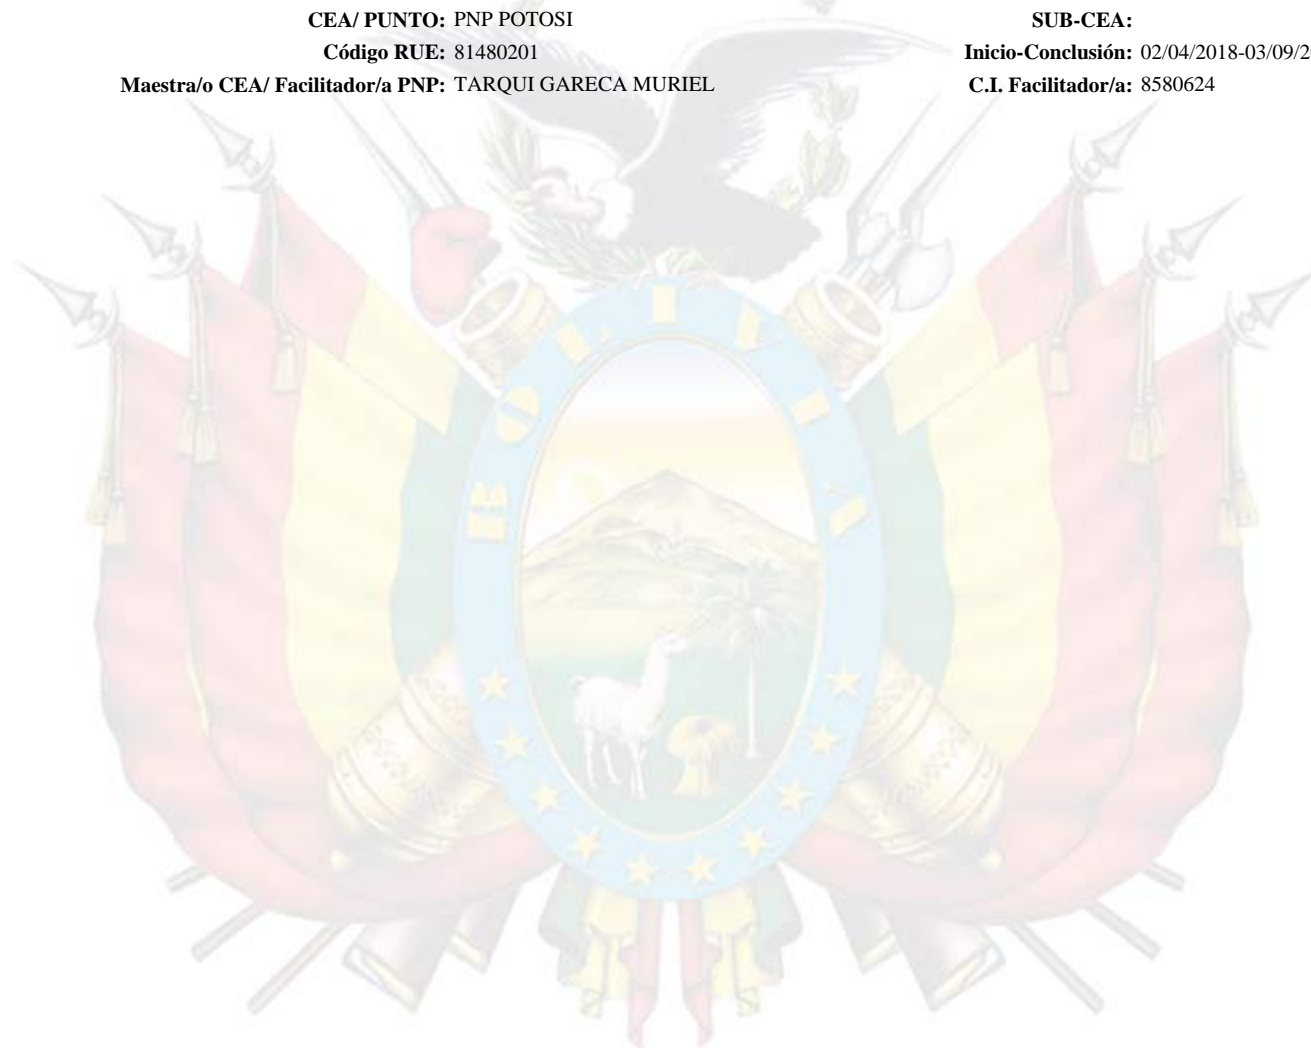 CEA/ PUNTO: PNP POTOSI SUB-CEA:
Código RUE: 81480201 Inicio-Conclusión: 02/04/2018-03/09/2
Maestra/o CEA/ Facilitador/a PNP: TARQUI GARECA MURIEL C.I. Facilitador/a: 8580624
BOLIVIA